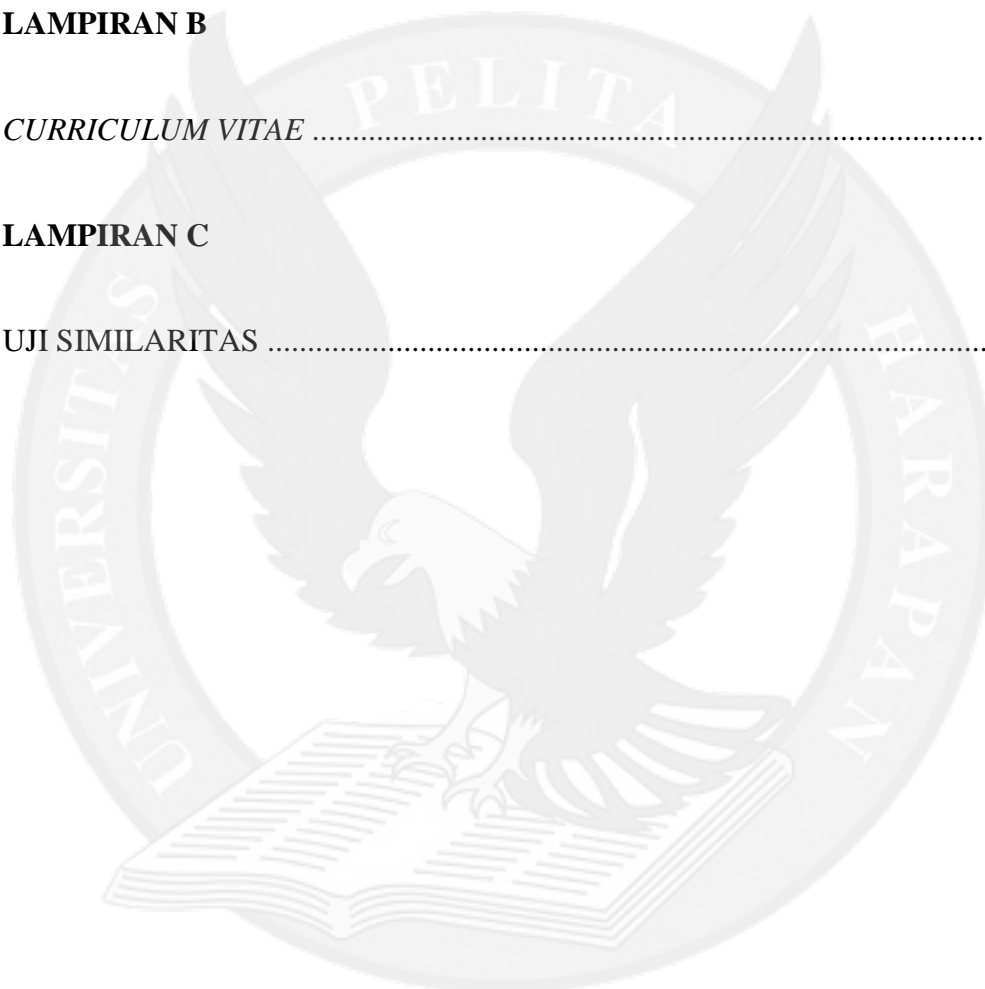 LAMPIRAN B
CURRICULUM VITAE ................................................................................
LAMPIRAN C
UJI SIMILARITAS ................................................................................
UNIVERSITAS PELITA HARAPAN